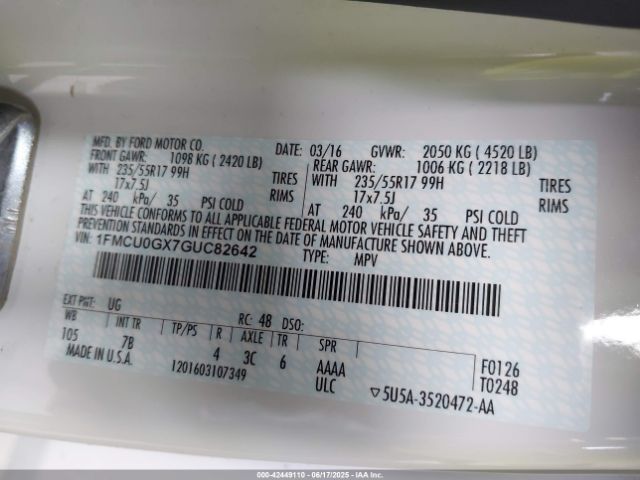 MFD. BY FORD MOTOR CO. DATE: 03/16 GVWR: 2050 KG ( 4520 LB)
FRONT GAWR: 1098 KG ( 2420 LB) REAR GAWR: 1006 KG ( 2218 LB)
WITH 235/55R17 99H TIRES WITH 235/55R17 99H TIRES
17x7.5J RIMS 17x7.5J RIMS
AT 240 kPa/ 35 PSI COLD AT 240 kPa/ 35 PSI COLD
THIS VEHICLE CONFORMS TO ALL APPLICABLE FEDERAL MOTOR VEHICLE SAFETY AND THEFT
PREVENTION STANDARDS IN EFFECT ON THE DATE OF MANUFACTURE SHOWN ABOVE.
VIN: 1FMCU0GX7GUC82642 TYPE: MPV
EXT PNT: UG RC: 48 DSO:
WB INT TR TP/PS R AXLE TR SPR
105 7B 4 3C 6 AAAA F0126
MADE IN U.S.A. 1201603107349 ULC T0248
▽5U5A-3520472-AA
000-42449110 - 06/17/2025 - IAA Inc.